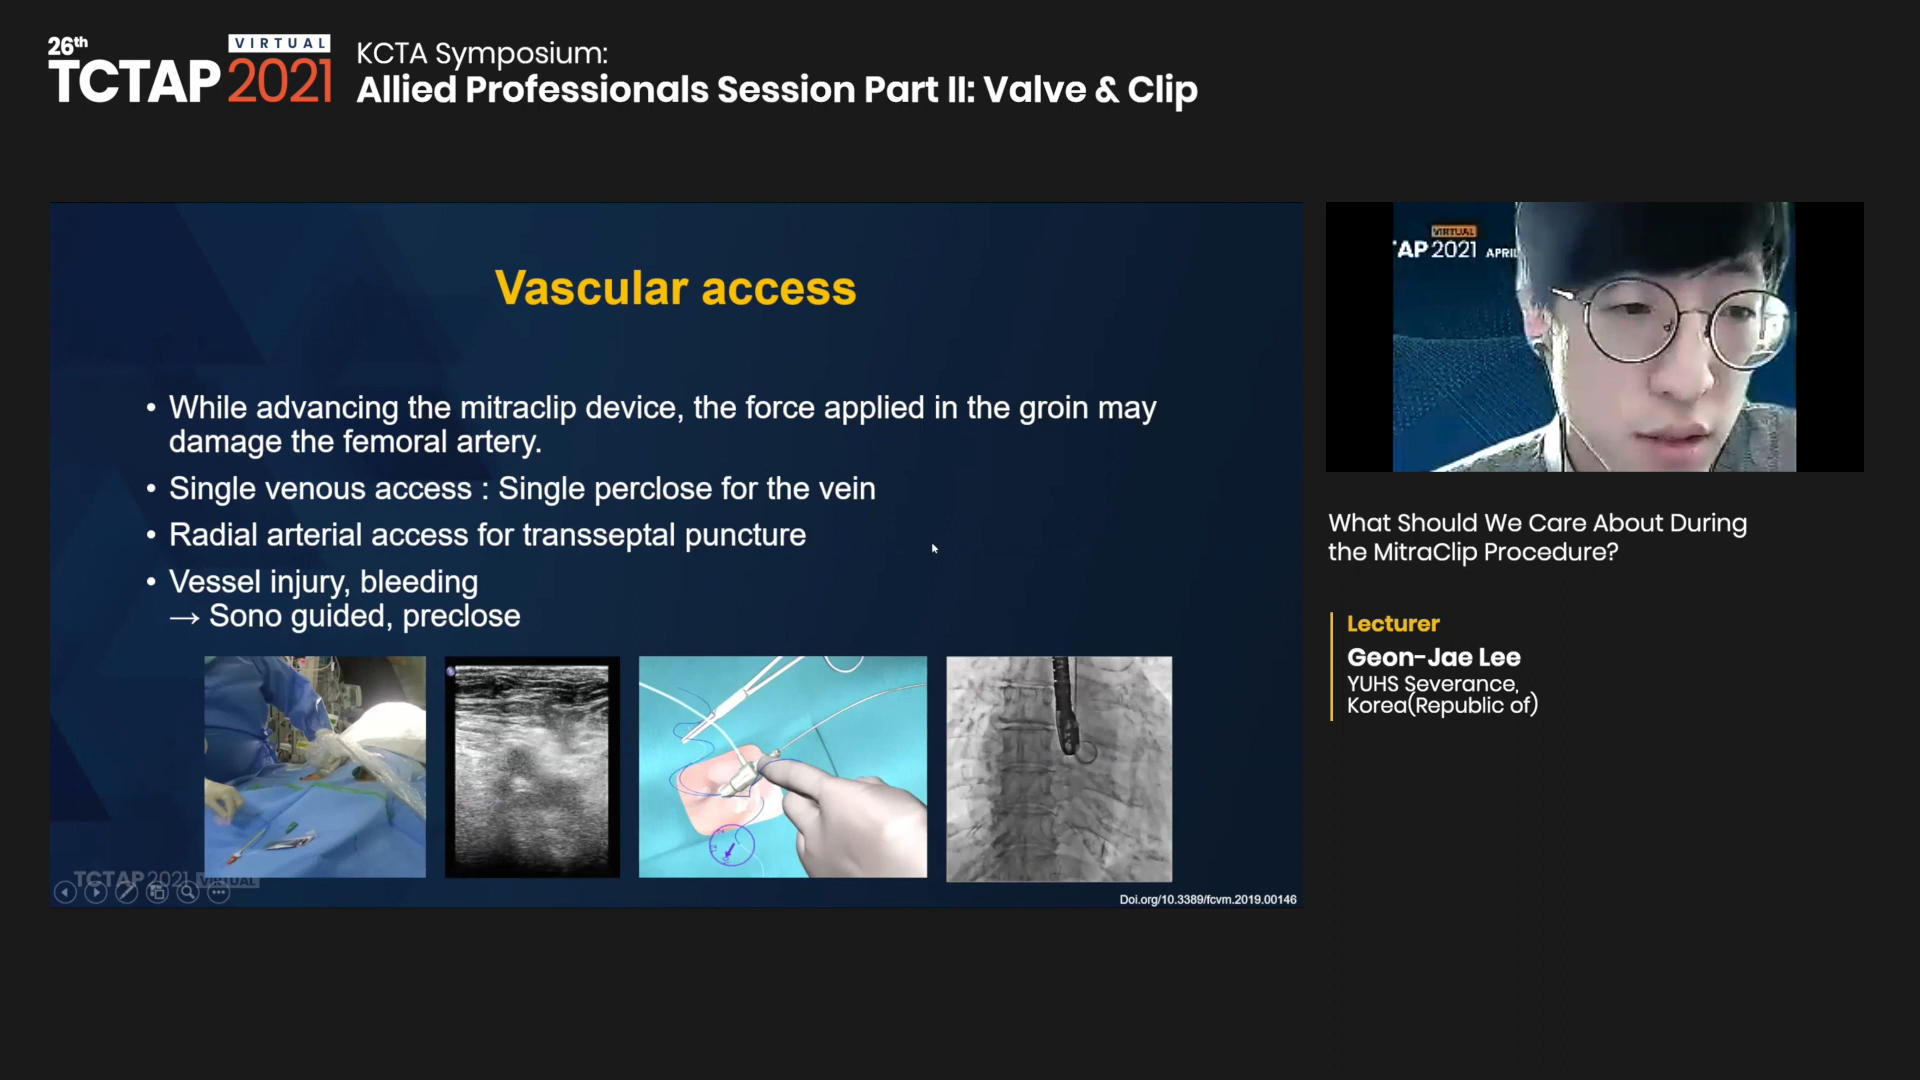 26th
VIRTUAL
TCTAP 2021
KCTA Symposium:
Allied Professionals Session Part II: Valve & Clip
Vascular access
• While advancing the mitraclip device, the force applied in the groin may
damage the femoral artery.
• Single venous access : Single perclose for the vein
• Radial arterial access for transseptal puncture
• Vessel injury, bleeding
→ Sono guided, preclose
TCTAP 2021 VIRTUAL
Doi.org/10.3389/fcvm.2019.00146
VIRTUAL
AP 2021 APRIL
What Should We Care About During
the MitraClip Procedure?
Lecturer
Geon-Jae Lee
YUHS Severance,
Korea(Republic of)